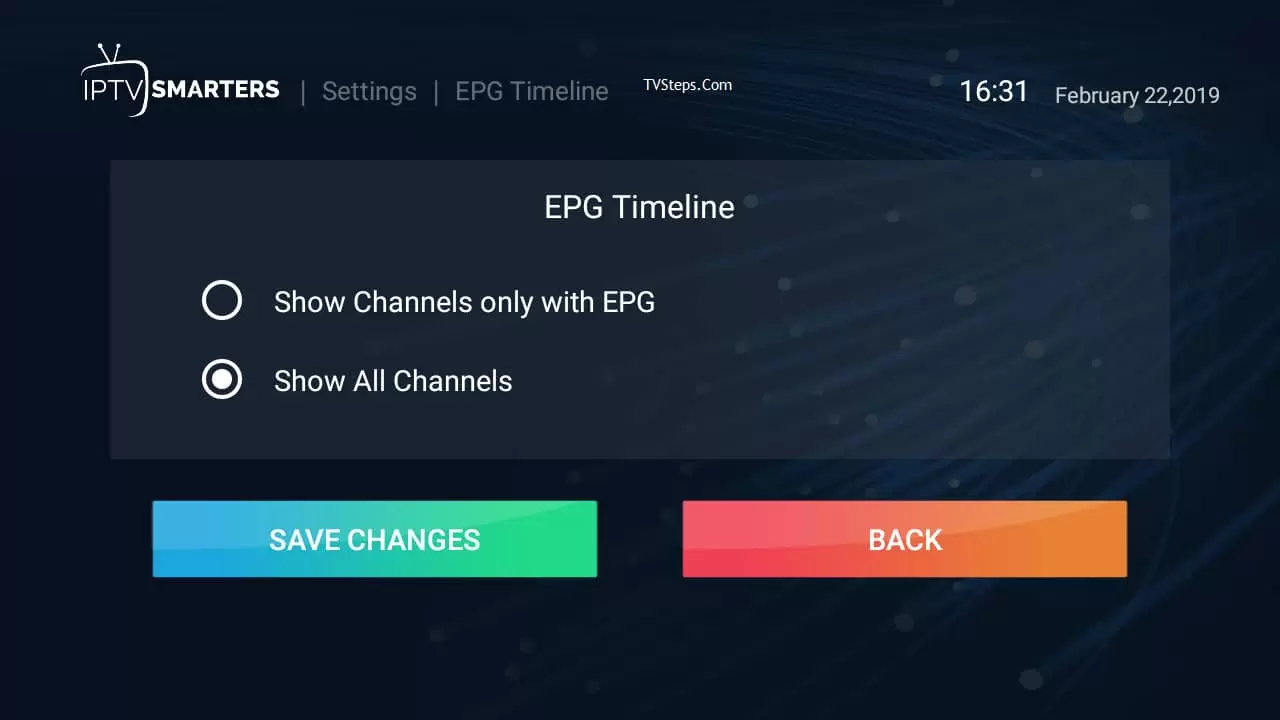 IPTV SMARTERS | Settings | EPG Timeline TVSteps.Com 16:31 February 22,2019
EPG Timeline
Show Channels only with EPG
Show All Channels
SAVE CHANGES BACK